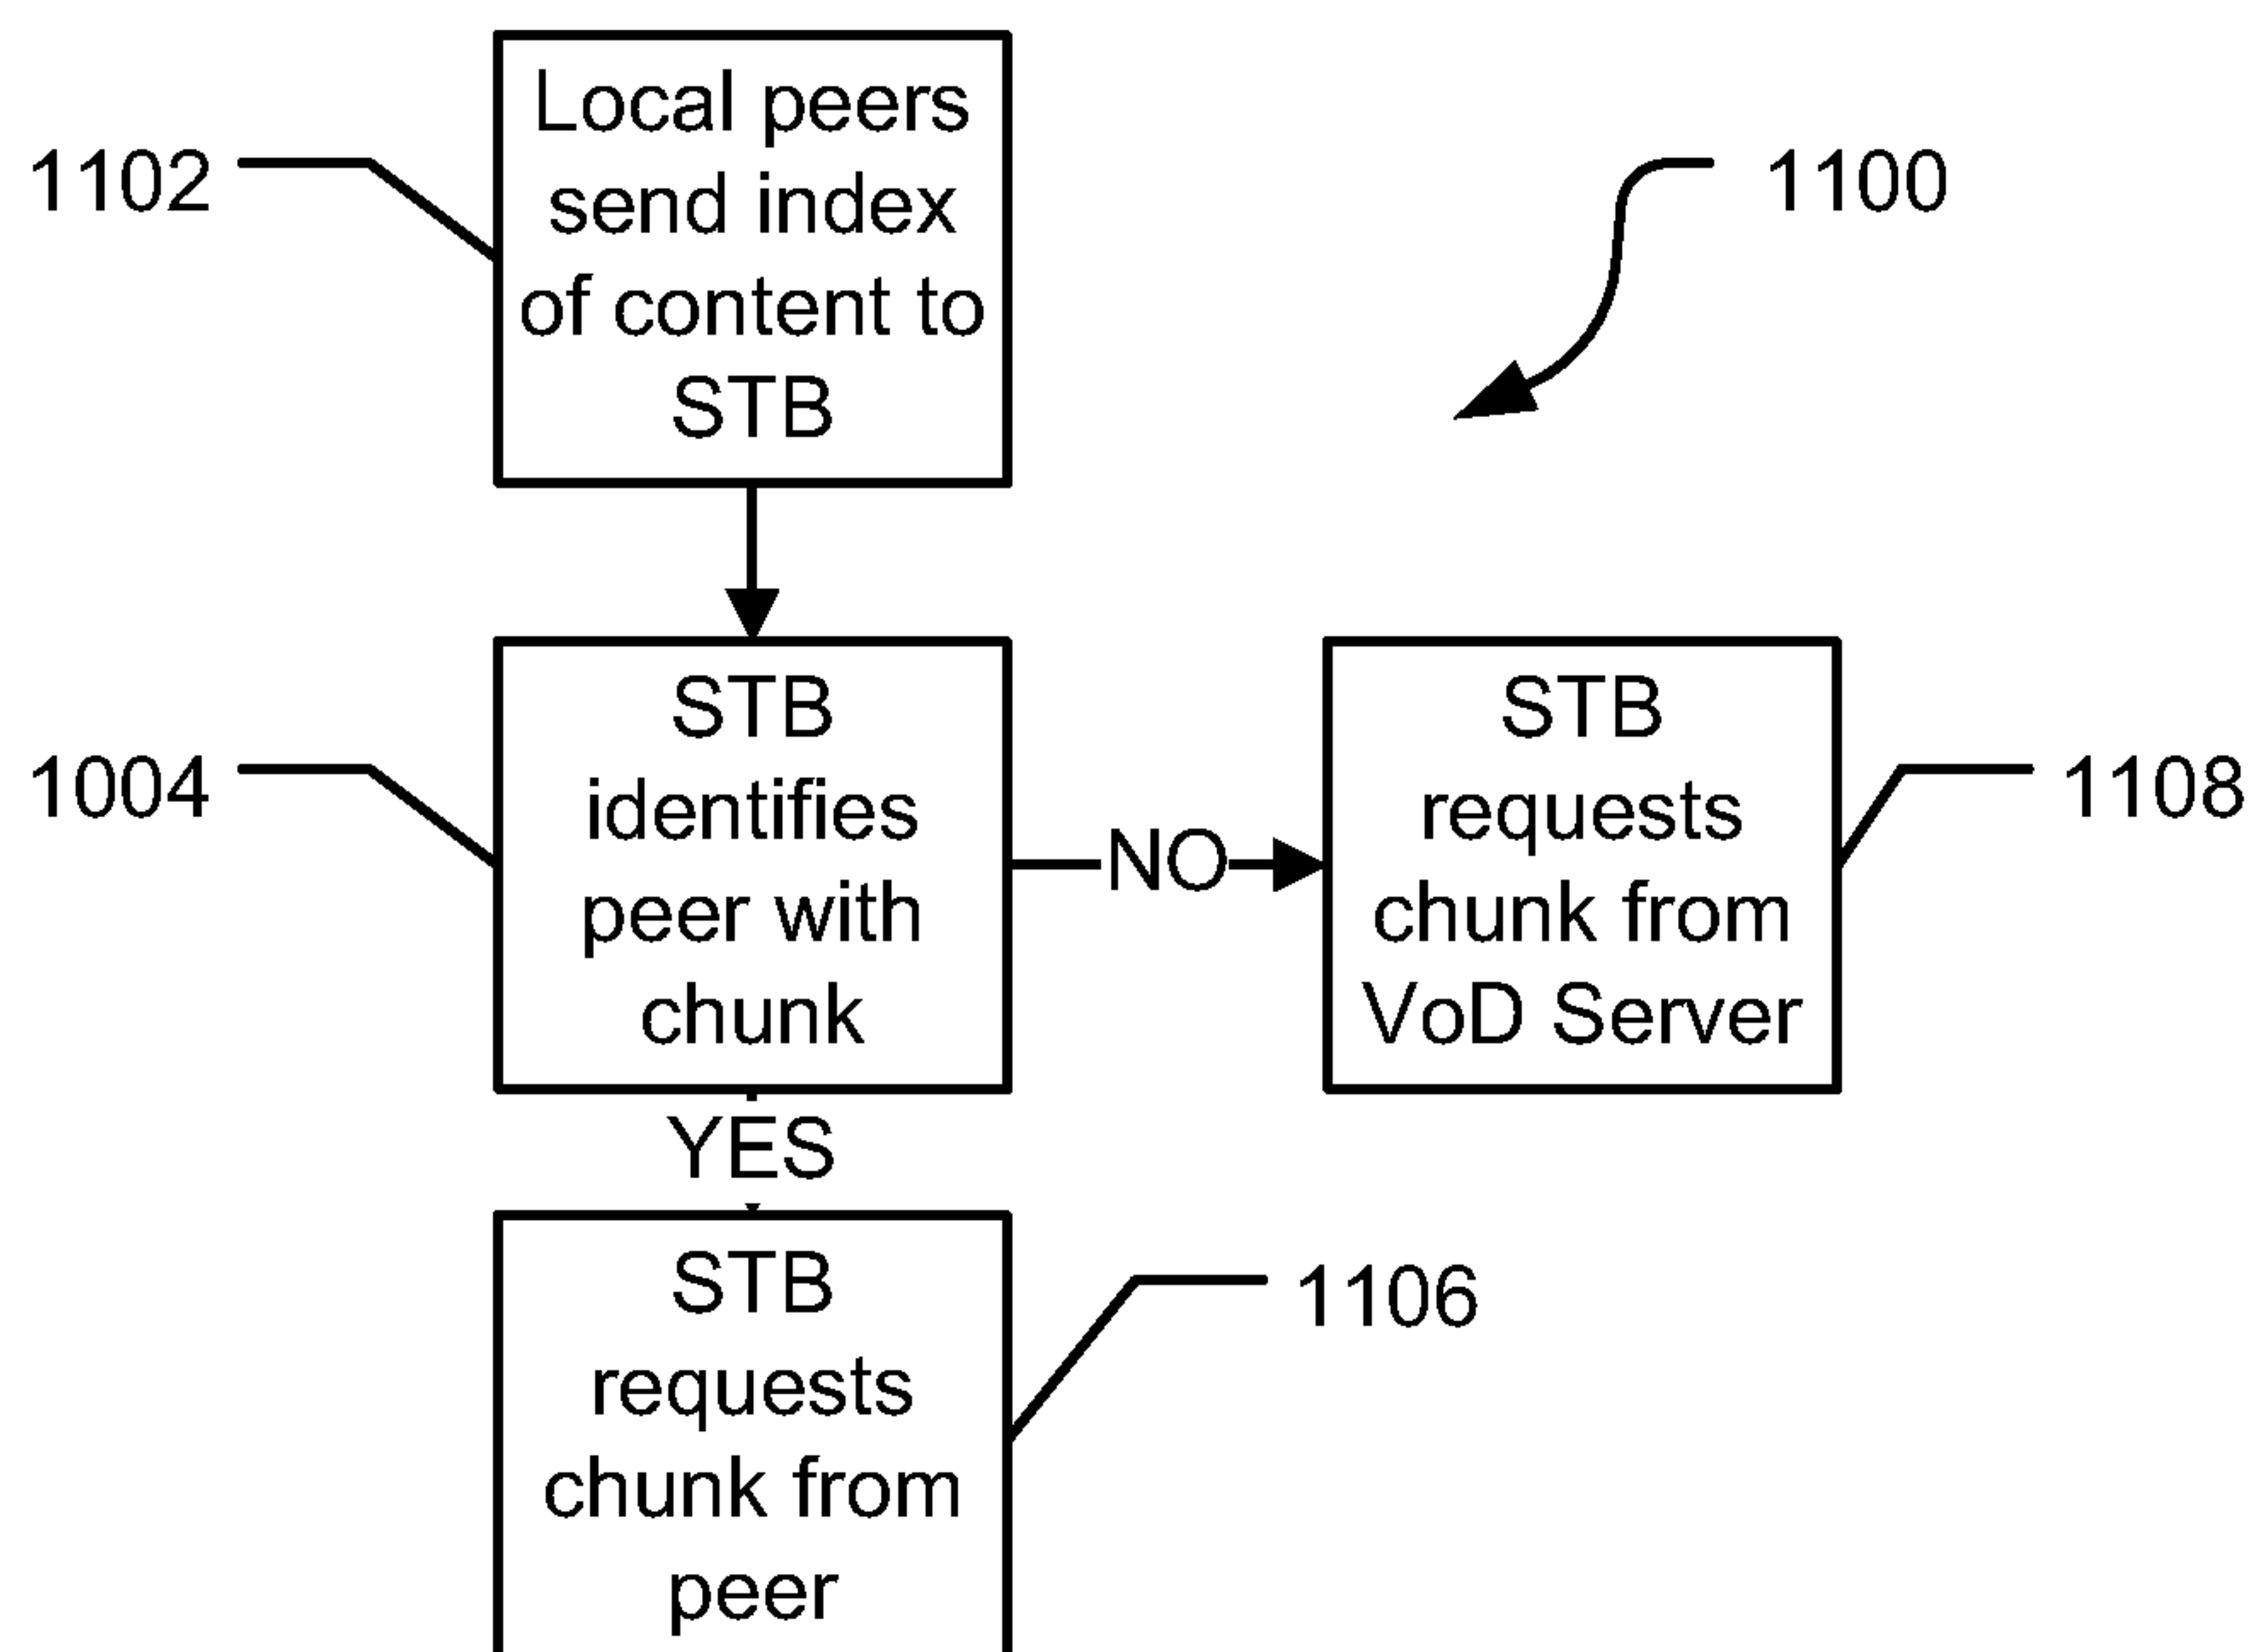 Local peers
send index
of content to
STB
1102
1100
STB
identifies
peer with
chunk
1004
NO
STB
requests
chunk from
VoD Server
1108
YES
STB
requests
chunk from
peer
1106